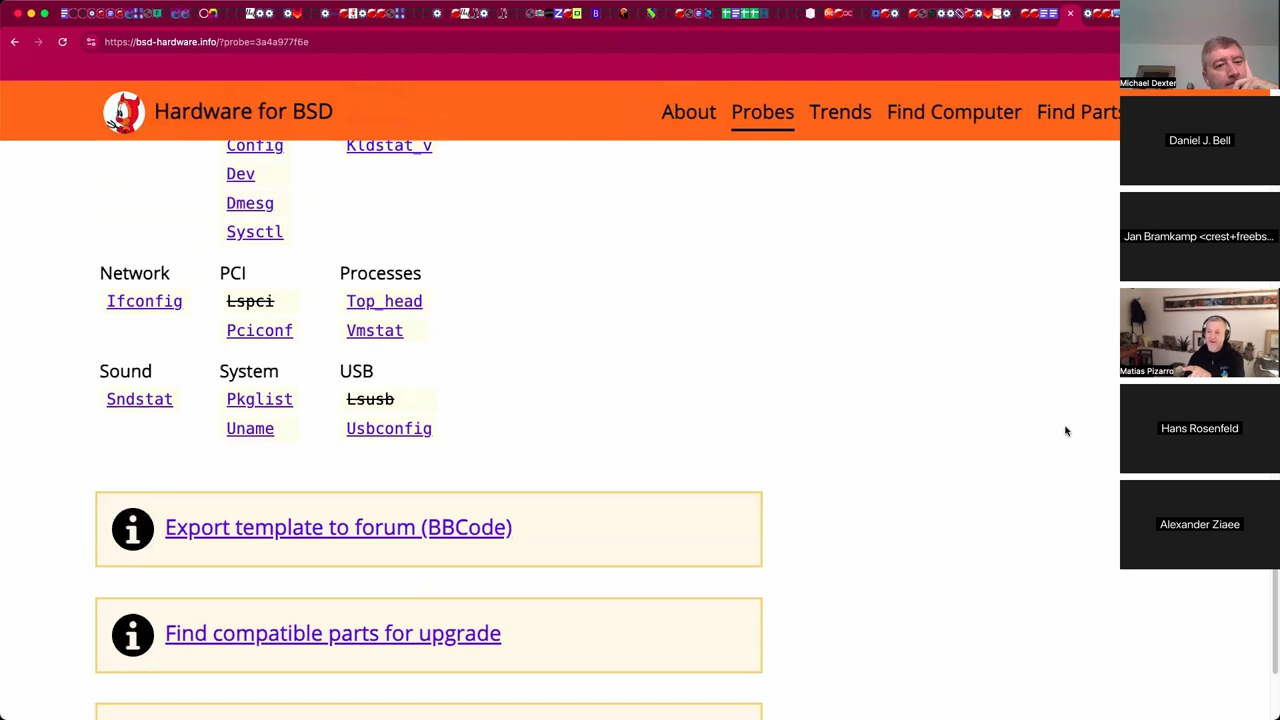 https://bsd-hardware.info/?probe=3a4a977f6e
Hardware for BSD
About Probes Trends Find Computer Find Parts
Config Kldstat_v
Dev
Dmesg
Sysctl
Network PCI Processes
Ifconfig Lspci Top_head
Pciconf Vmstat
Sound System USB
Sndstat Pkglist Lsusb
Uname Usbconfig
Export template to forum (BBCode)
Find compatible parts for upgrade
Michael Dexter
Daniel J. Bell
Jan Bramkamp <crest+freebs...
Matias Pizarro
Hans Rosenfeld
Alexander Ziaee